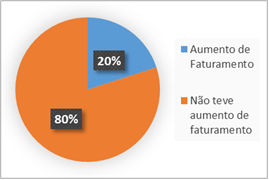 20%
80%
Aumento de
Faturamento
Não teve
aumento de
faturamento